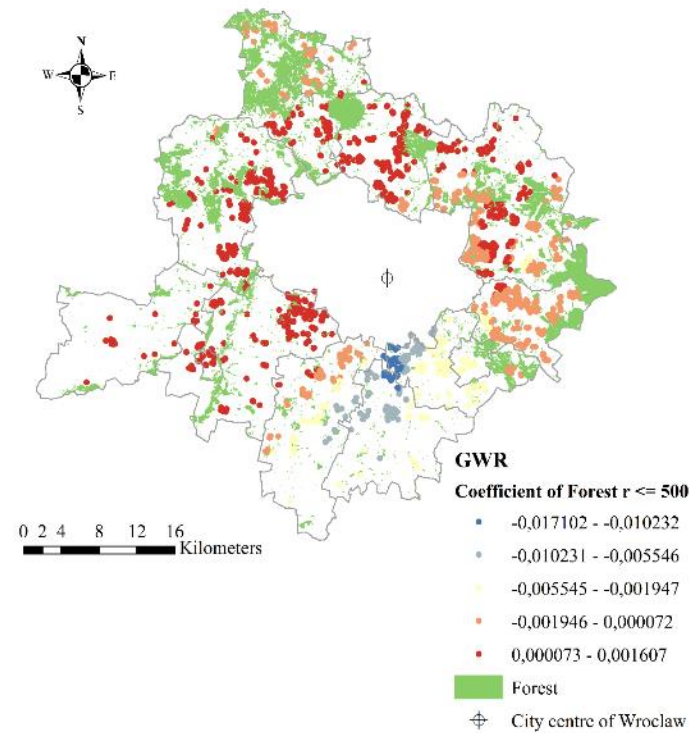 N
W E
S
GWR
Coefficient of Forest r <= 500
-0,017102 - -0,010232
-0,010231 - -0,005546
-0,005545 - -0,001947
-0,001946 - 0,000072
0,000073 - 0,001607
Forest
City centre of Wroclaw
0 2 4 8 12 16
Kilometers